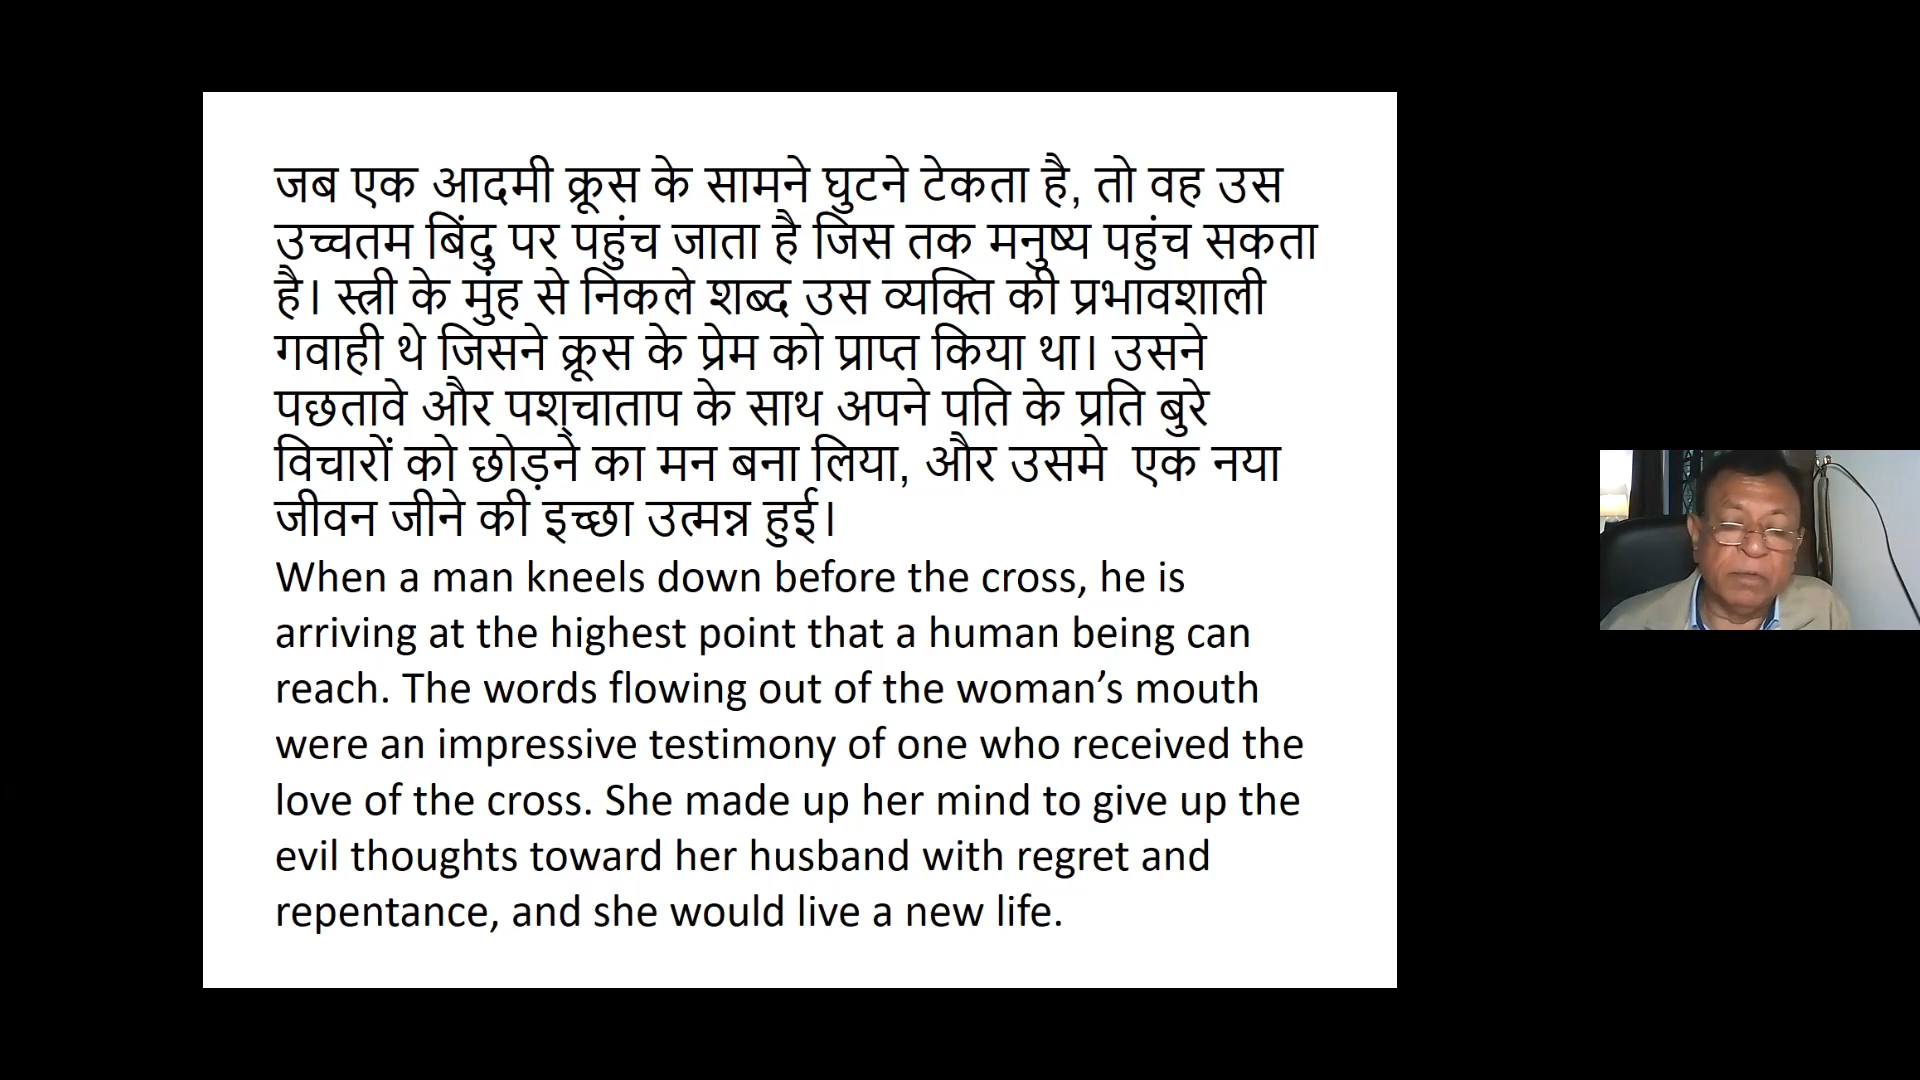 जब एक आदमी क्रूस के सामने घुटने टेकता है, तो वह उस
उच्चतम बिंदु पर पहुंच जाता है जिस तक मनुष्य पहुंच सकता
है। स्त्री के मुंह से निकले शब्द उस व्यक्ति की प्रभावशाली
गवाही थे जिसने क्रूस के प्रेम को प्राप्त किया था। उसने
पछतावे और पश्चाताप के साथ अपने पति के प्रति बुरे
विचारों को छोड़ने का मन बना लिया, और उसमे  एक नया
जीवन जीने की इच्छा उत्मन्न हुई।
When a man kneels down before the cross, he is
arriving at the highest point that a human being can
reach. The words flowing out of the woman’s mouth
were an impressive testimony of one who received the
love of the cross. She made up her mind to give up the
evil thoughts toward her husband with regret and
repentance, and she would live a new life.